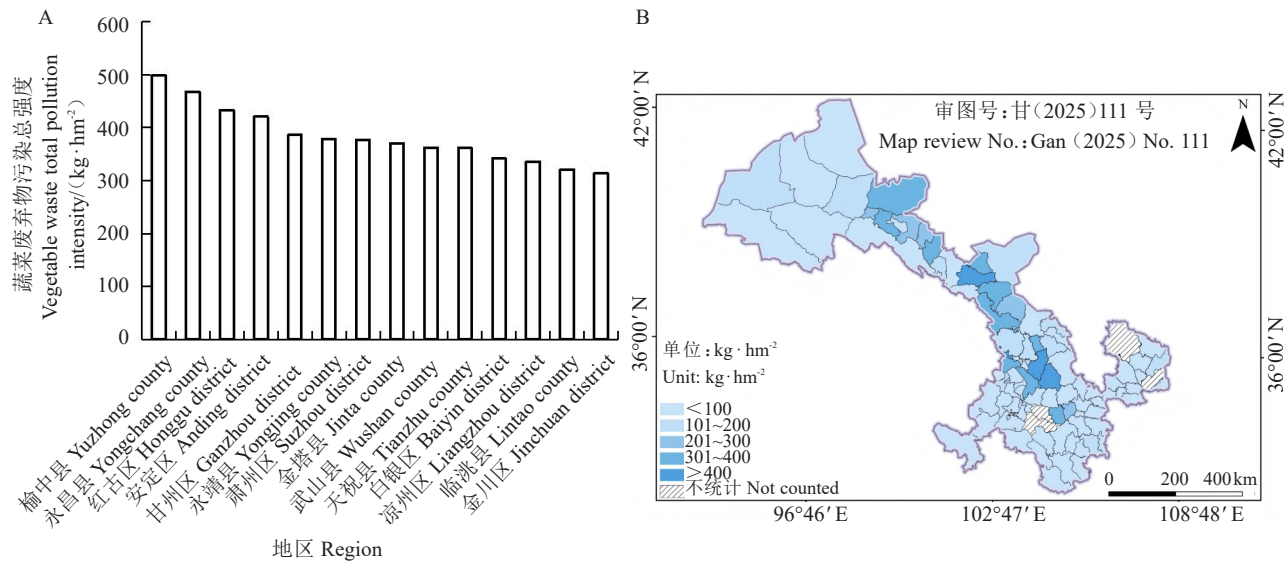 A
600
500
400
300
200
100
0
蔬菜废弃物污染总强度
Vegetable waste total pollution
intensity/(kg·hm⁻²)
榆中县 Yuzhong county
永昌县 Yongchang county
红古区 Honggu district
安定区 Anding district
甘州区 Ganzhou district
永靖县 Yongjing county
肃州区 Suzhou district
金塔县 Jinta county
武山县 Wushan county
天祝县 Tianzhu county
白银区 Baiyin district
凉州区 Liangzhou district
临洮县 Lintao county
金川区 Jinchuan district
地区 Region
B
审图号:甘(2025)111 号
Map review No.:Gan (2025) No. 111
N
42°00′ N
36°00′ N
42°00′ N
36°00′ N
单位:kg·hm⁻²
Unit: kg·hm⁻²
<100
101~200
201~300
301~400
>400
不统计 Not counted
0 200 400 km
96°46′ E 102°47′ E 108°48′ E